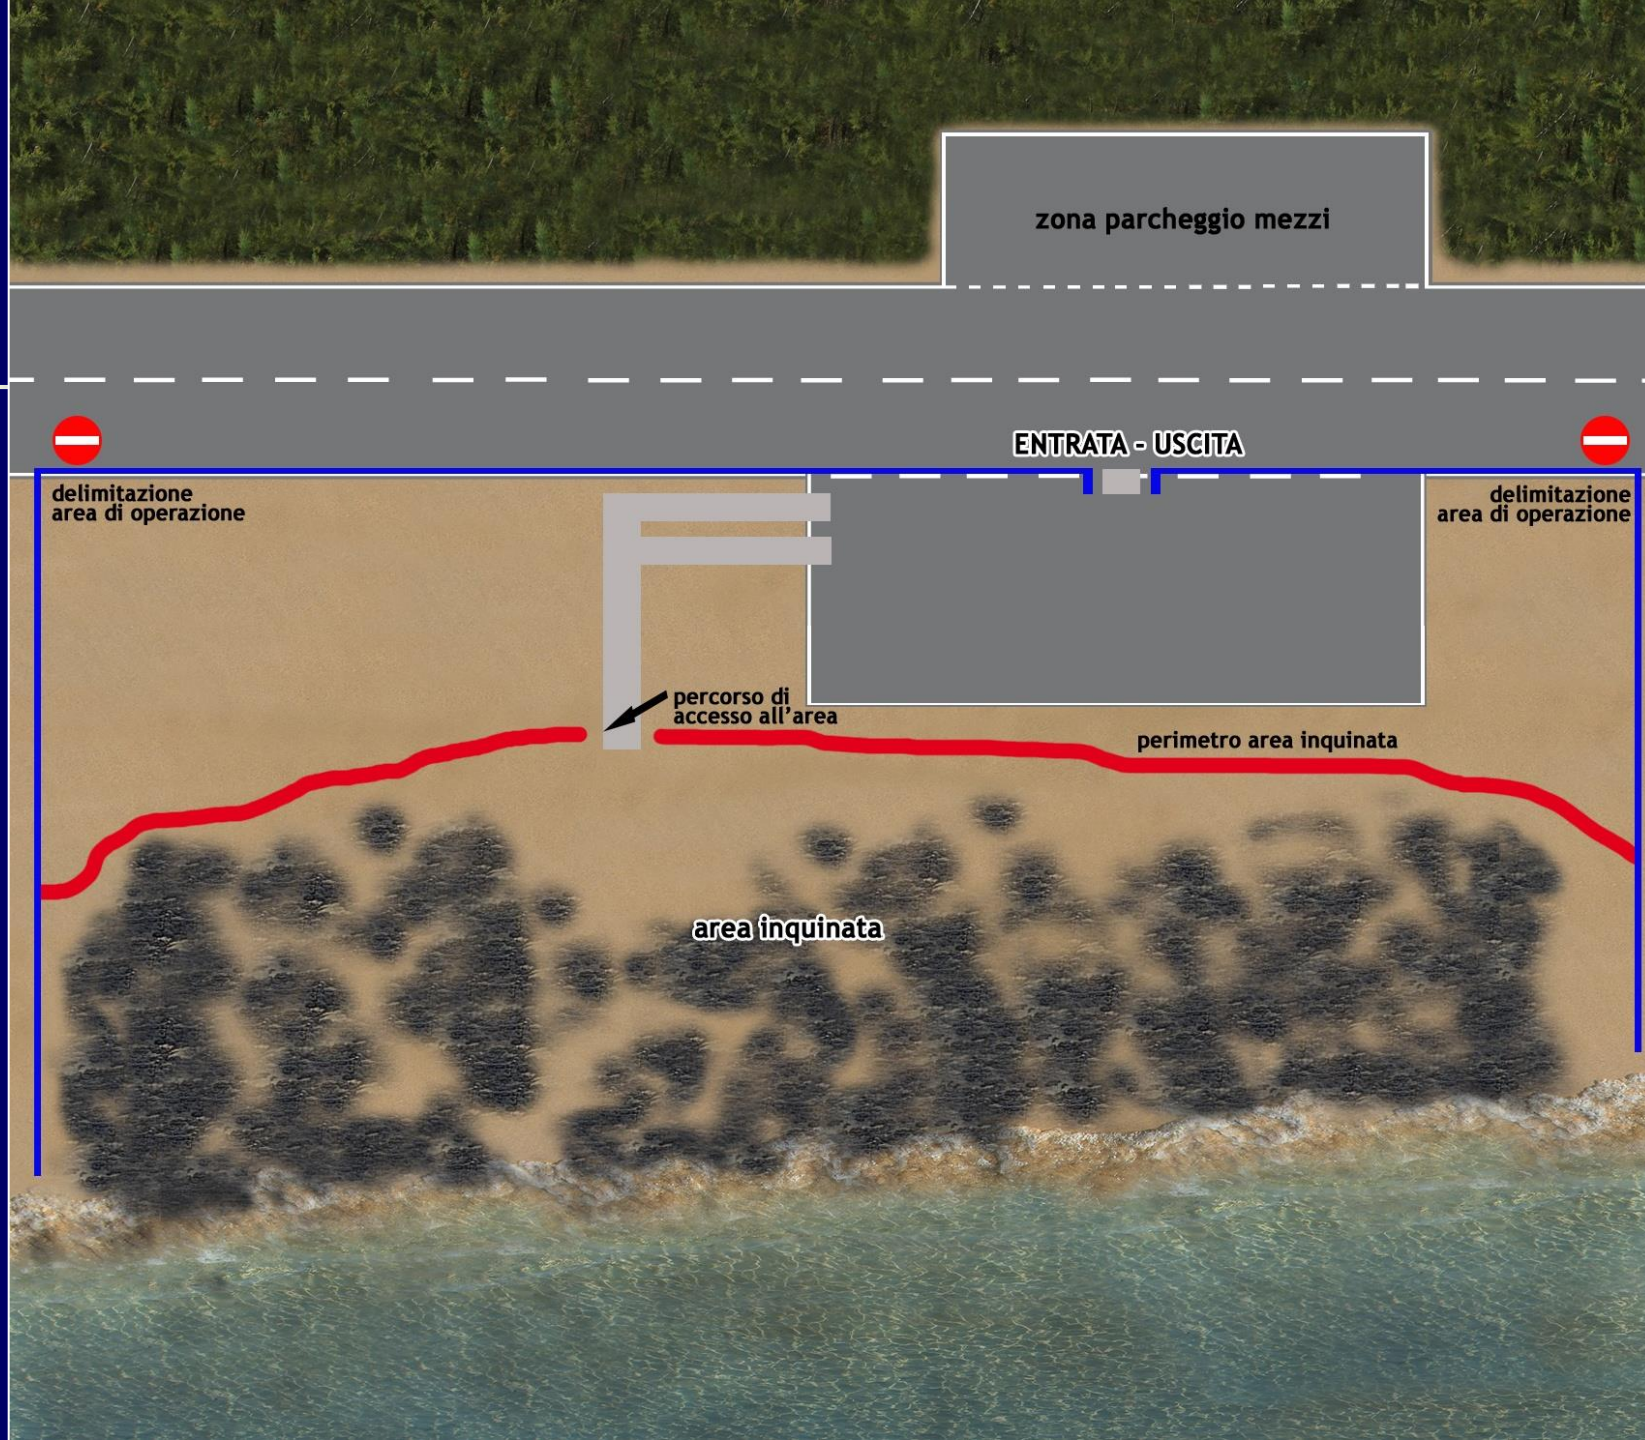 zona parcheggio mezzi
ENTRATA - USCITA
delimitazione
area di operazione
delimitazione
area di operazione
percorso di
accesso all'area
perimetro area inquinata
area inquinata